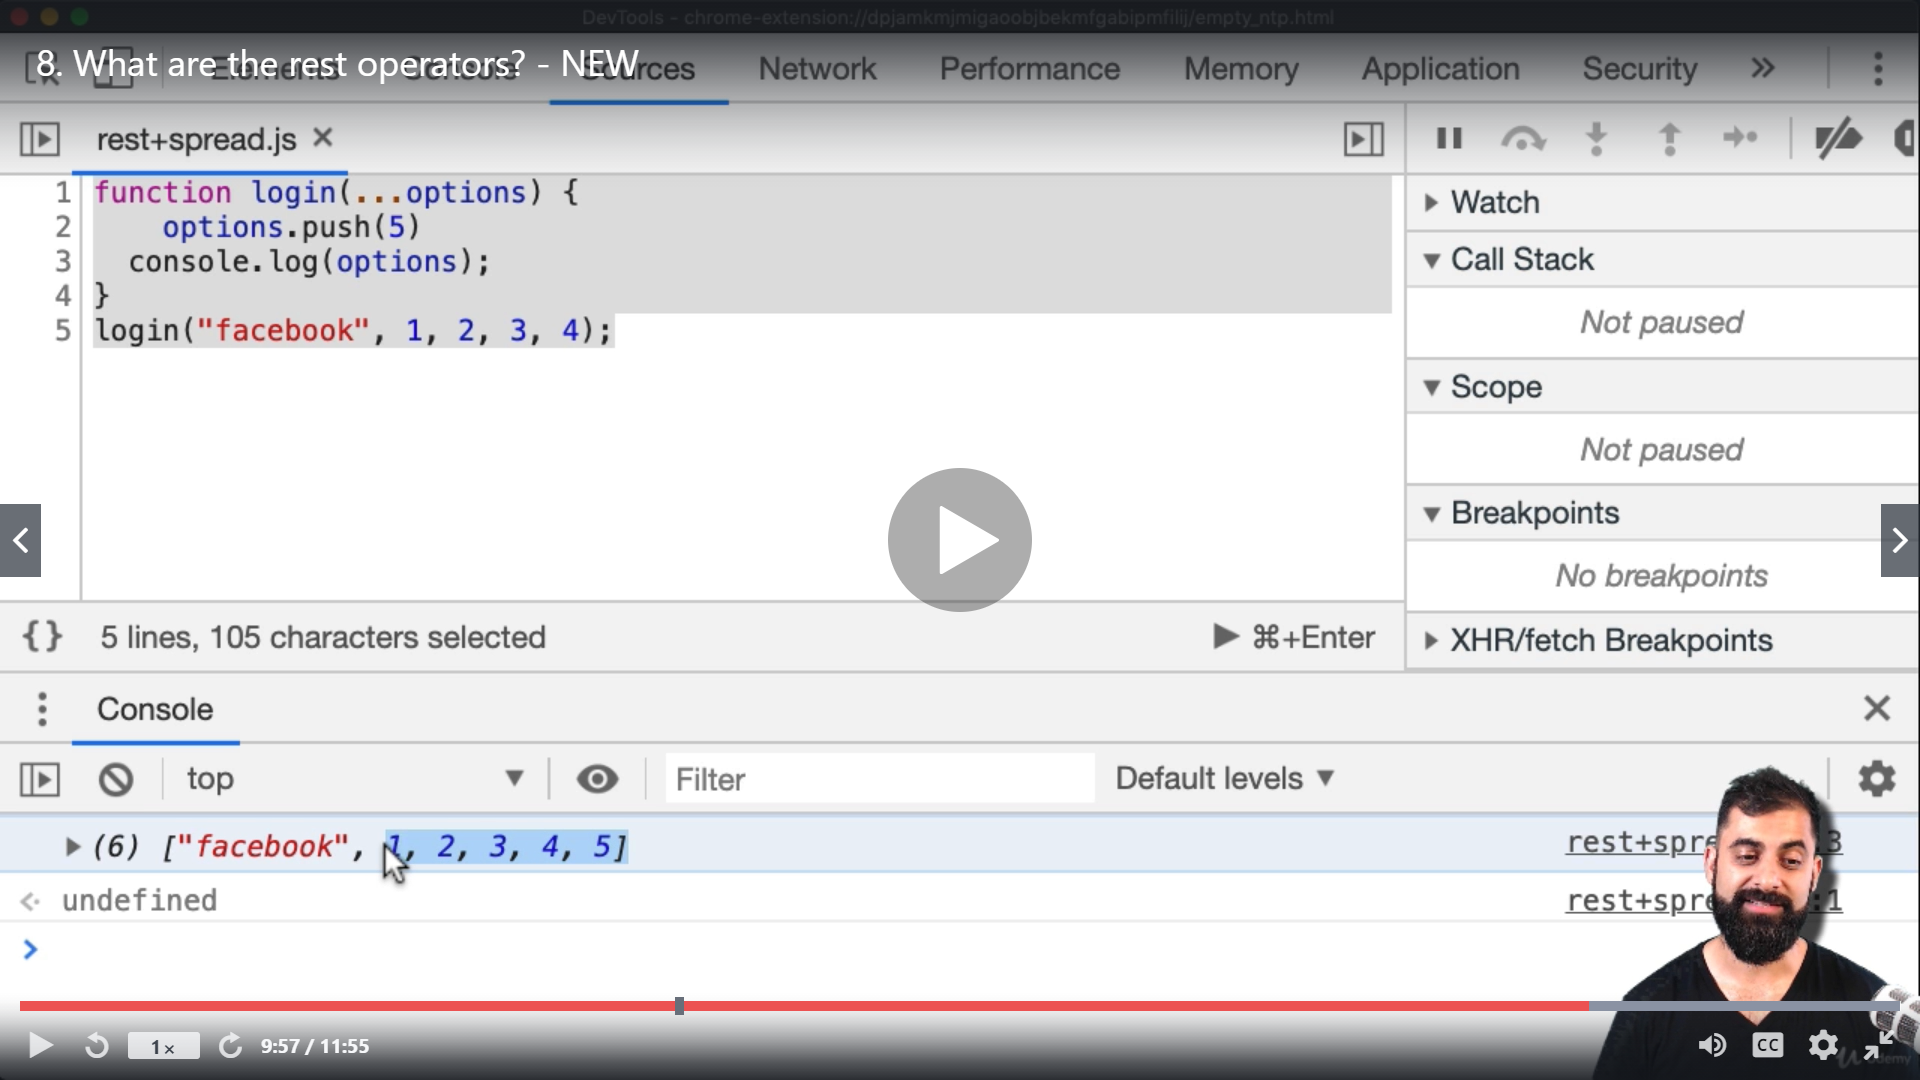 DevTools - chrome-extension://dpjamkmjmigaoobjbekmfgabipmfilij/empty_ntp.html
8. What are the rest operators? - NEW
Elements Console Sources Network Performance Memory Application Security »
rest+spread.js ×
1 function login(...options) {
2 options.push(5)
3 console.log(options);
4 }
5 login("facebook", 1, 2, 3, 4);
Watch
Call Stack
Not paused
Scope
Not paused
Breakpoints
No breakpoints
XHR/fetch Breakpoints
{} 5 lines, 105 characters selected ⌘+Enter
Console
top Filter Default levels
(6) ["facebook", 1, 2, 3, 4, 5] rest+spre 3
undefined rest+spre :1
1x 9:57 / 11:55 CC
udemy